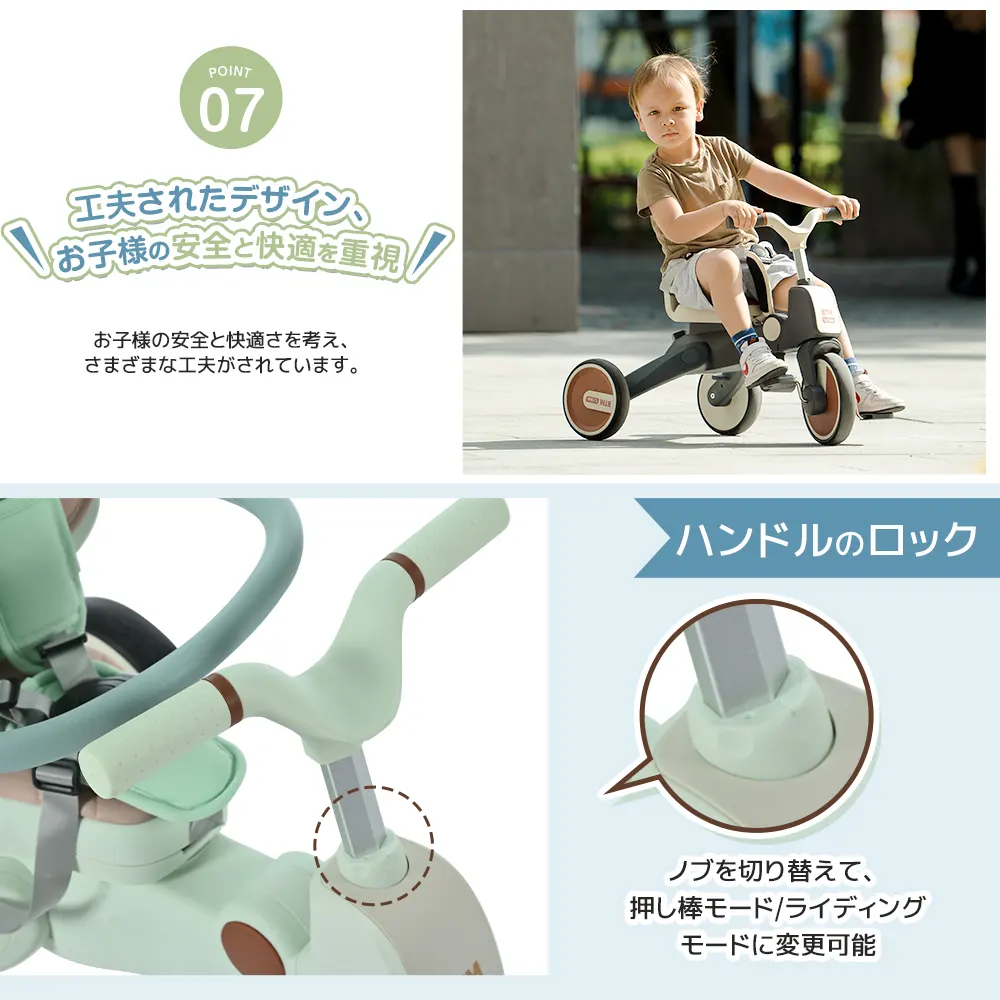 POINT
07
工夫されたデザイン、
お子様の安全と快適を重視
お子様の安全と快適さを考え、
さまざまな工夫がされています。
BTM
BTM
ハンドルのロック
ノブを切り替えて、
押し棒モード/ライディング
モードに変更可能